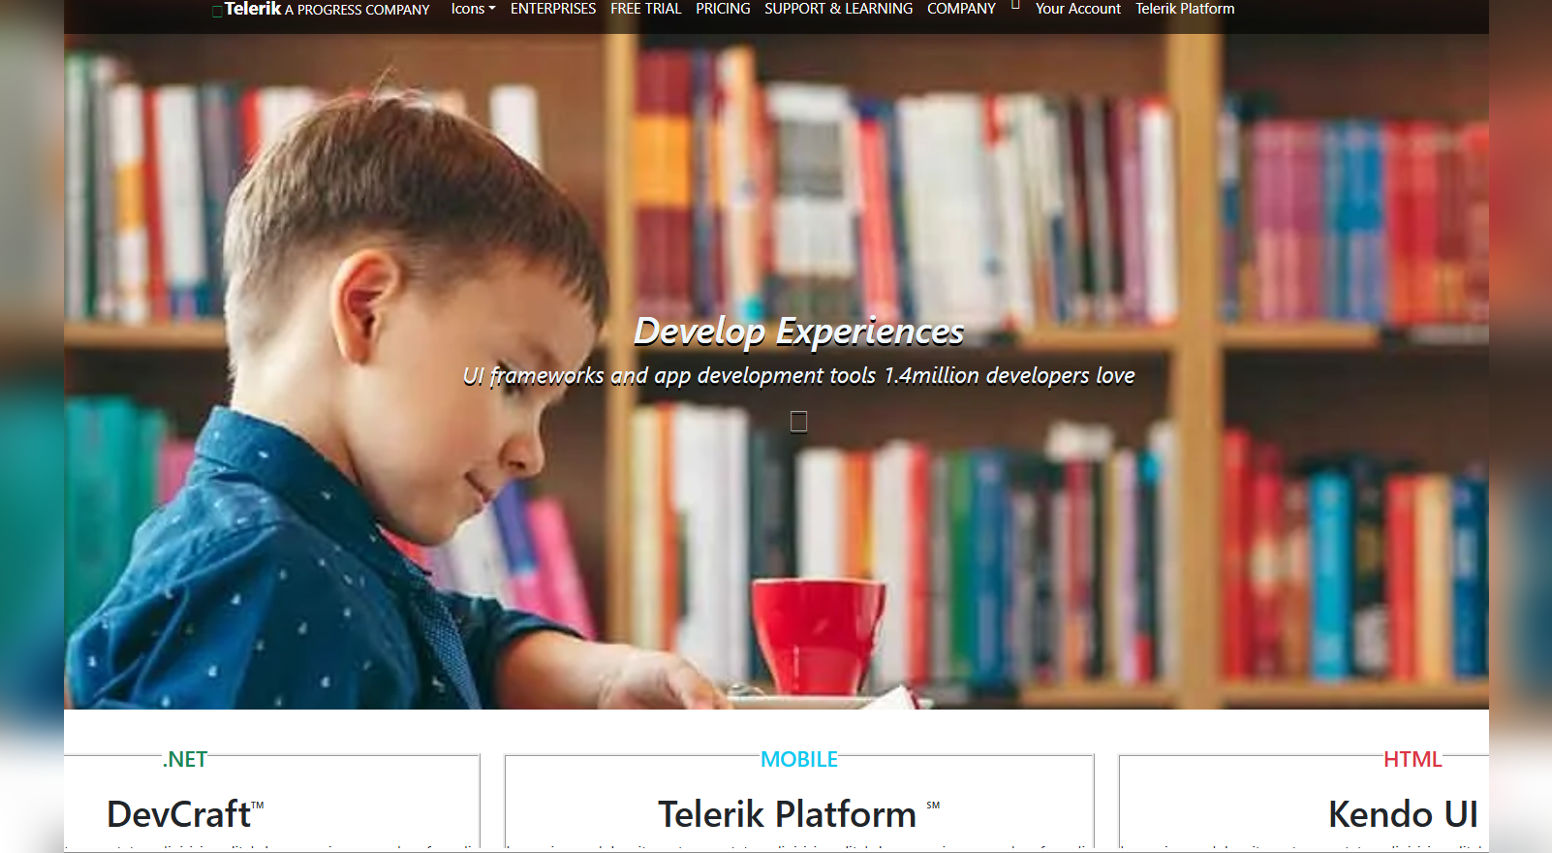 Telerik A PROGRESS COMPANY Icons ENTERPRISES FREE TRIAL PRICING SUPPORT & LEARNING COMPANY Your Account Telerik Platform
Develop Experiences
UI frameworks and app development tools 1.4million developers love
.NET MOBILE HTML
DevCraft™ Telerik Platform ℠ Kendo UI